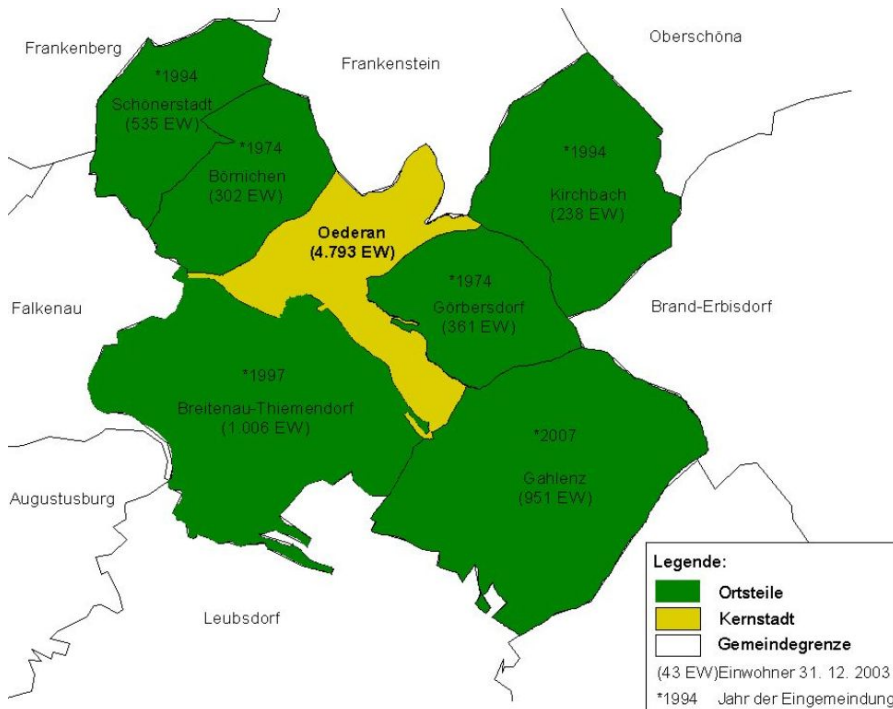 Frankenberg
Frankenstein
Oberschöna
*1994
Schönerstadt
(535 EW)
*1974
Börnichen
(302 EW)
*1994
Kirchbach
(238 EW)
Oederan
(4.793 EW)
*1974
Görbersdorf
(361 EW)
Falkenau
Brand-Erbisdorf
*1997
Breitenau-Thiemendorf
(1.006 EW)
*2007
Gahlenz
(951 EW)
Augustusburg
Leubsdorf
Legende:
Ortsteile
Kernstadt
Gemeindegrenze
(43 EW)Einwohner 31. 12. 2003
*1994 Jahr der Eingemeindung